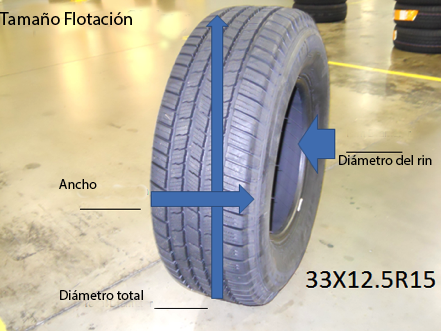 Tamaño Flotación
Diámetro del rin
Ancho
33X12.5R15
Diámetro total